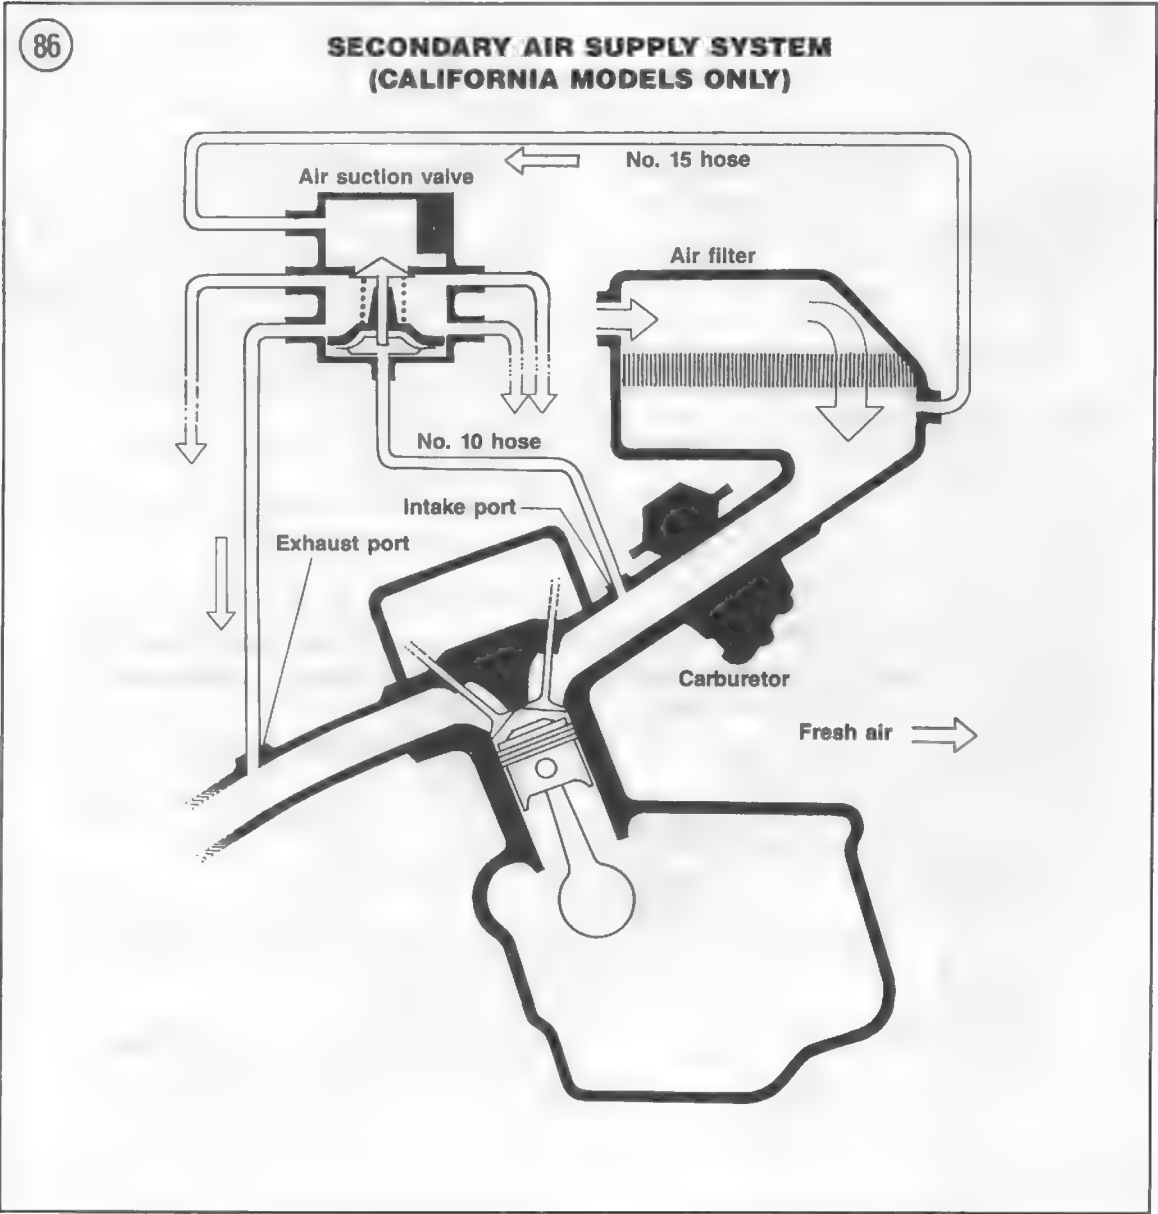 86
SECONDARY AIR SUPPLY SYSTEM
(CALIFORNIA MODELS ONLY)
No. 15 hose
Air suction valve
Air filter
No. 10 hose
Intake port
Exhaust port
Carburetor
Fresh air